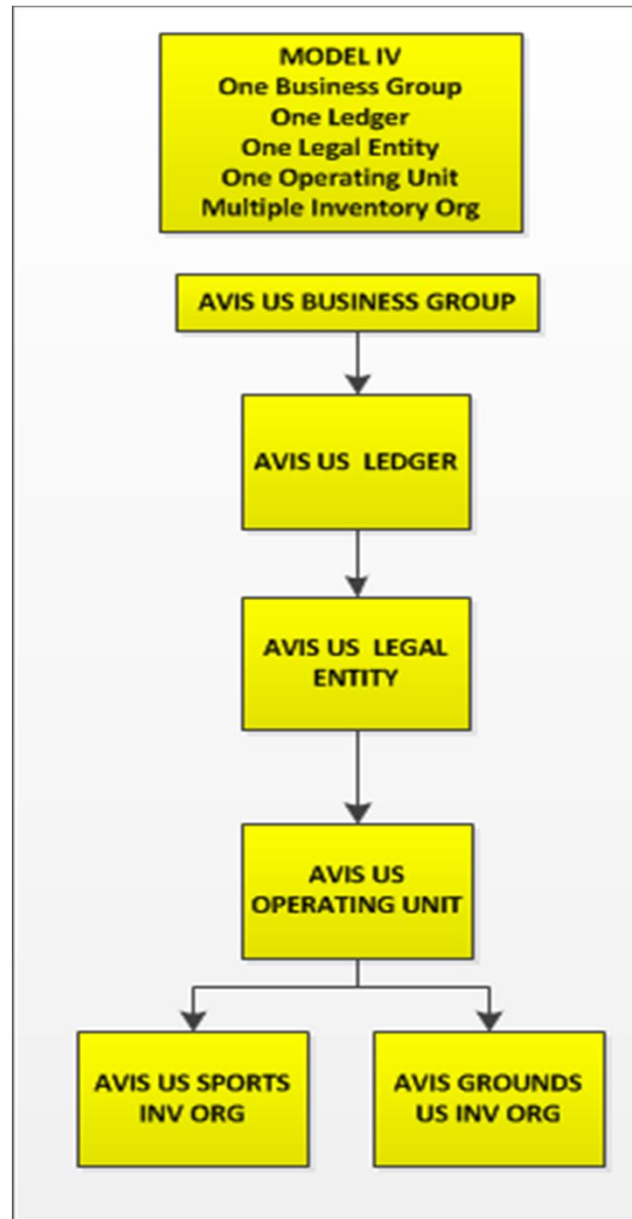 MODEL IV
One Business Group
One Ledger
One Legal Entity
One Operating Unit
Multiple Inventory Org
AVIS US BUSINESS GROUP
AVIS US LEDGER
AVIS US LEGAL
ENTITY
AVIS US
OPERATING UNIT
AVIS US SPORTS
INV ORG
AVIS GROUNDS
US INV ORG